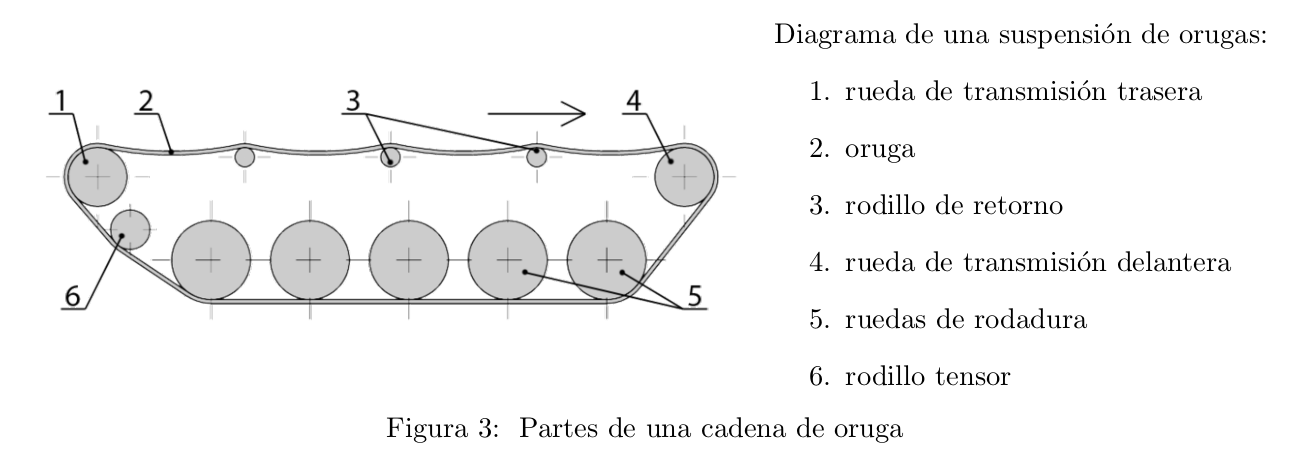 1 2 3 4
6 5
Diagrama de una suspensión de orugas:
1. rueda de transmisión trasera
2. oruga
3. rodillo de retorno
4. rueda de transmisión delantera
5. ruedas de rodadura
6. rodillo tensor
Figura 3: Partes de una cadena de oruga